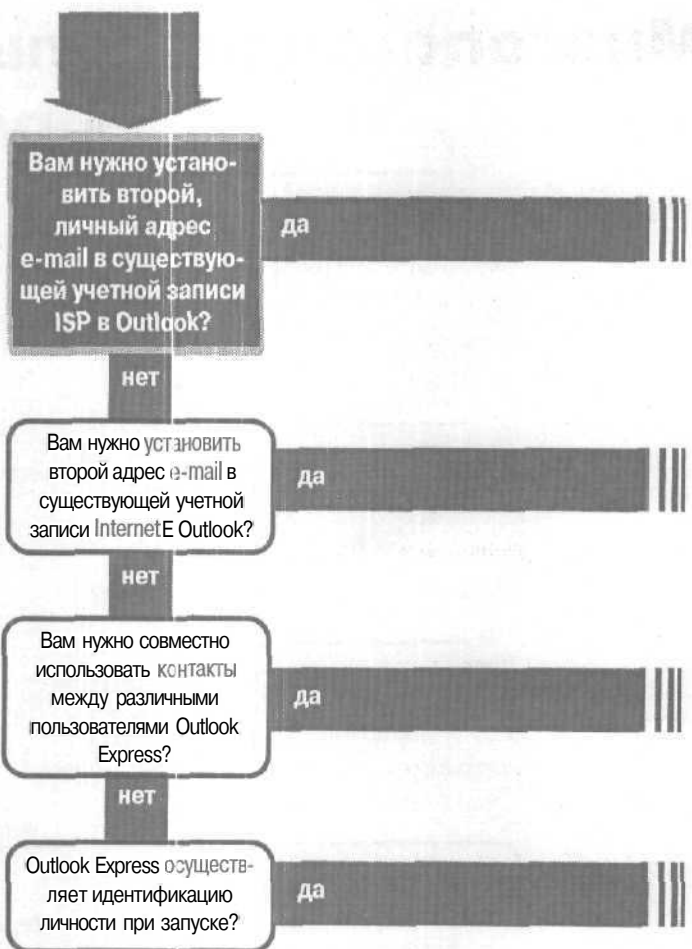 Вам нужно устано-
вить второй,
личный адрес
e-mail в существую-
щей учетной записи
ISP в Outlook?
да
нет
Вам нужно установить
второй адрес e-mail в
существующей учетной
записи InternetE Outlook?
да
нет
Вам нужно совместно
использовать контакты
между различными
пользователями Outlook
Express?
да
нет
Outlook Express осуществ-
ляет идентификацию
личности при запуске?
да